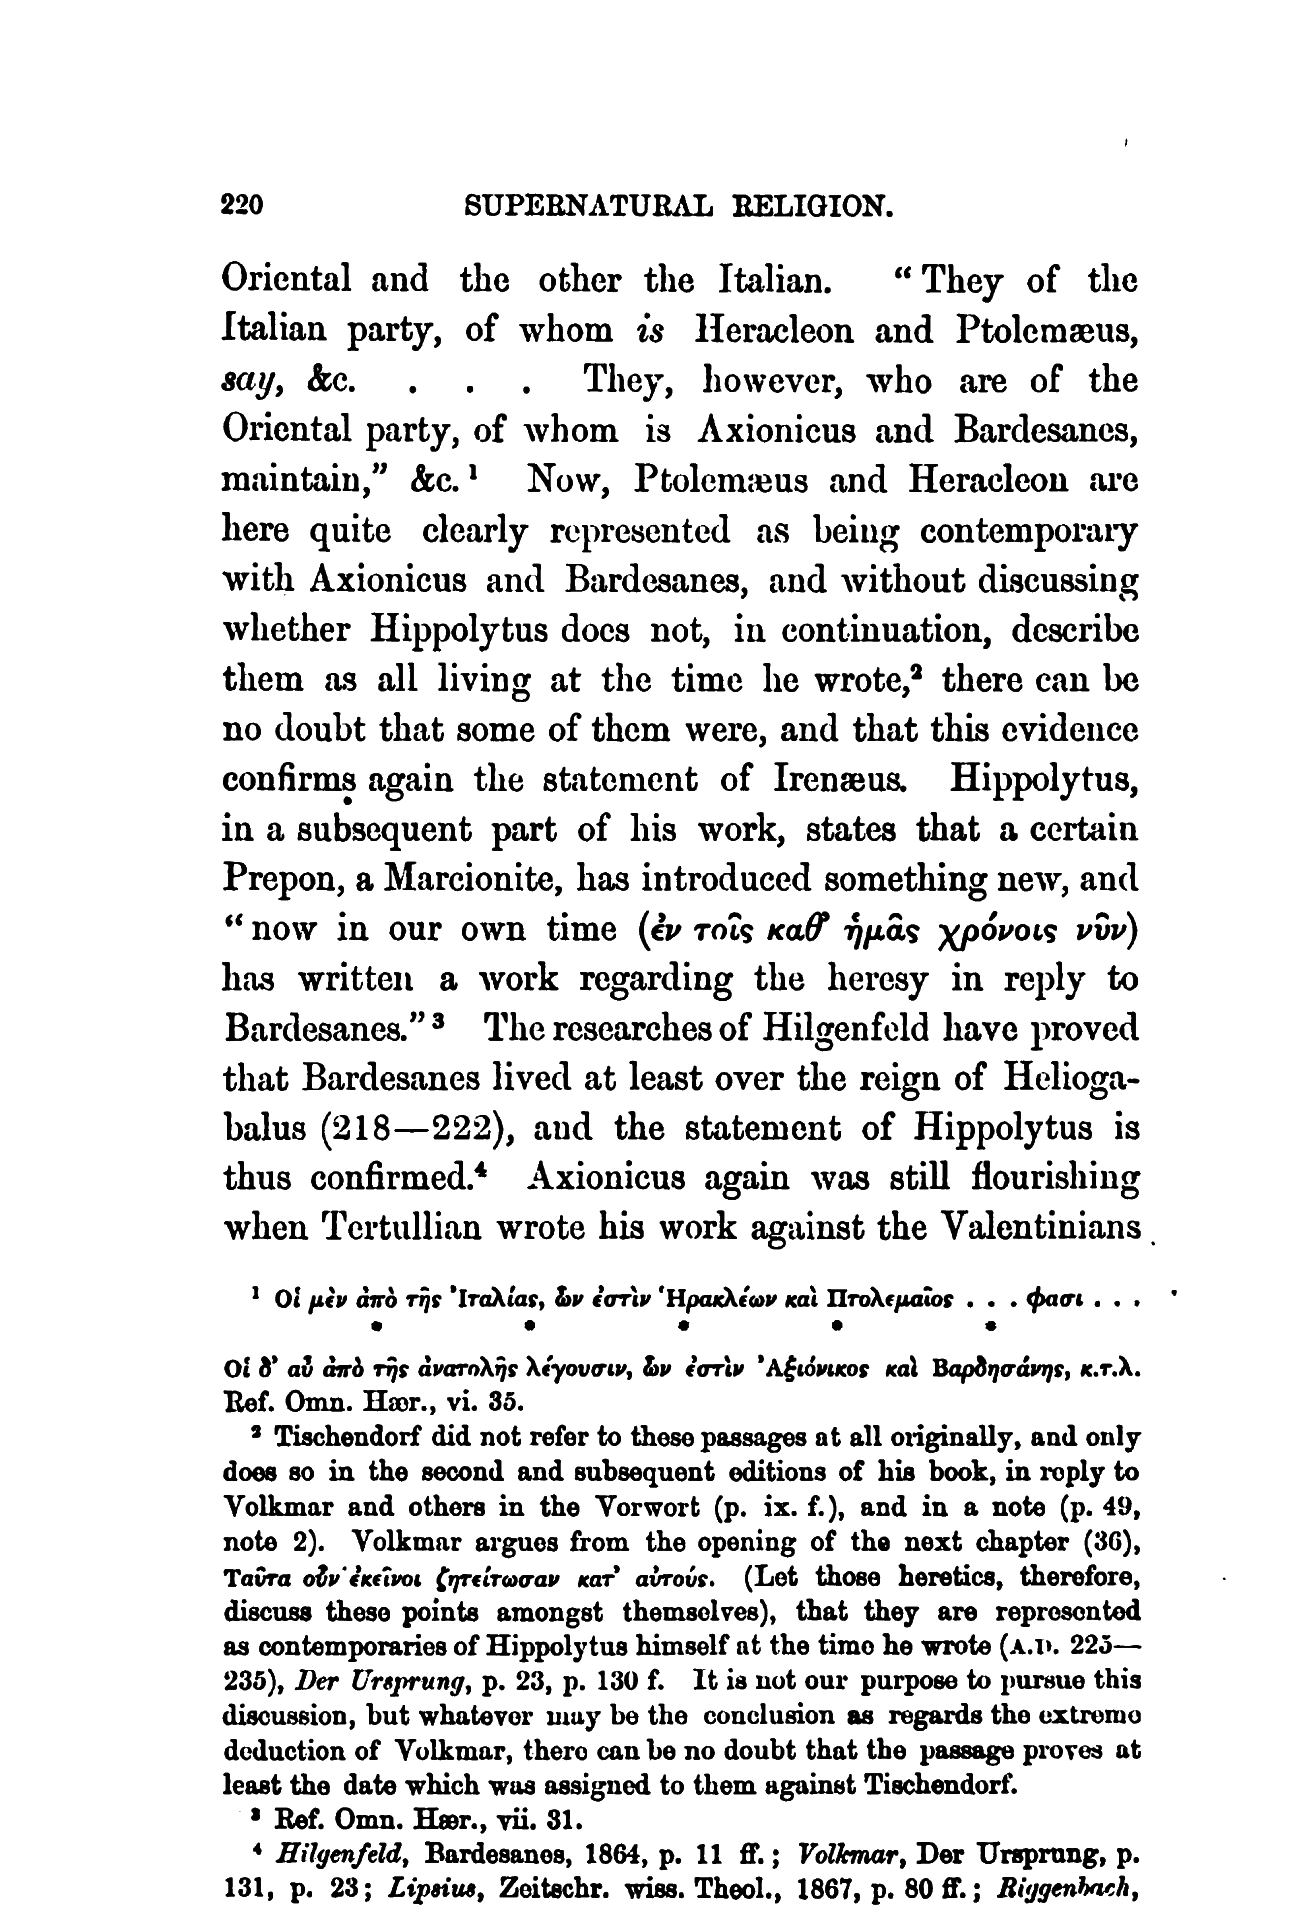 220 SUPERNATURAL RELIGION.
Oriental and the other the Italian. “They of the
Italian party, of whom is Heracleon and Ptolemæus,
say, &c. . . . They, however, who are of the
Oriental party, of whom is Axionicus and Bardesanes,
maintain,” &c.¹ Now, Ptolemæus and Heracleon are
here quite clearly represented as being contemporary
with Axionicus and Bardesanes, and without discussing
whether Hippolytus does not, in continuation, describe
them as all living at the time he wrote,² there can be
no doubt that some of them were, and that this evidence
confirms again the statement of Irenæus. Hippolytus,
in a subsequent part of his work, states that a certain
Prepon, a Marcionite, has introduced something new, and
“now in our own time (ἐν τοῖς καθ’ ἡμᾶς χρόνοις νῦν)
has written a work regarding the heresy in reply to
Bardesanes.”³ The researches of Hilgenfeld have proved
that Bardesanes lived at least over the reign of Helioga-
balus (218—222), and the statement of Hippolytus is
thus confirmed.⁴ Axionicus again was still flourishing
when Tertullian wrote his work against the Valentinians
¹ Οἱ μὲν ἀπὸ τῆς Ἰταλίας, ὧν ἐστὶν Ἡρακλέων καὶ Πτολεμαῖος . . . φασι . . .
• • • • •
Οἱ δ’ αὖ ἀπὸ τῆς ἀνατολῆς λέγουσιν, ὧν ἐστὶν Ἀξιόνικος καὶ Βαρδησάνης, κ.τ.λ.
Ref. Omn. Hær., vi. 35.
² Tischendorf did not refer to these passages at all originally, and only
does so in the second and subsequent editions of his book, in reply to
Volkmar and others in the Vorwort (p. ix. f.), and in a note (p. 49,
note 2). Volkmar argues from the opening of the next chapter (36),
Ταῦτα οὖν ἐκεῖνοι ζητείτωσαν κατ’ αὐτούς. (Let those heretics, therefore,
discuss these points amongst themselves), that they are represented
as contemporaries of Hippolytus himself at the time he wrote (A.D. 225—
235), Der Ursprung, p. 23, p. 130 f. It is not our purpose to pursue this
discussion, but whatever may be the conclusion as regards the extreme
deduction of Volkmar, there can be no doubt that the passage proves at
least the date which was assigned to them against Tischendorf.
³ Ref. Omn. Hær., vii. 31.
⁴ Hilgenfeld, Bardesanes, 1864, p. 11 ff.; Volkmar, Der Ursprung, p.
131, p. 23; Lipsius, Zeitschr. wiss. Theol., 1867, p. 80 ff.; Riggenbach,